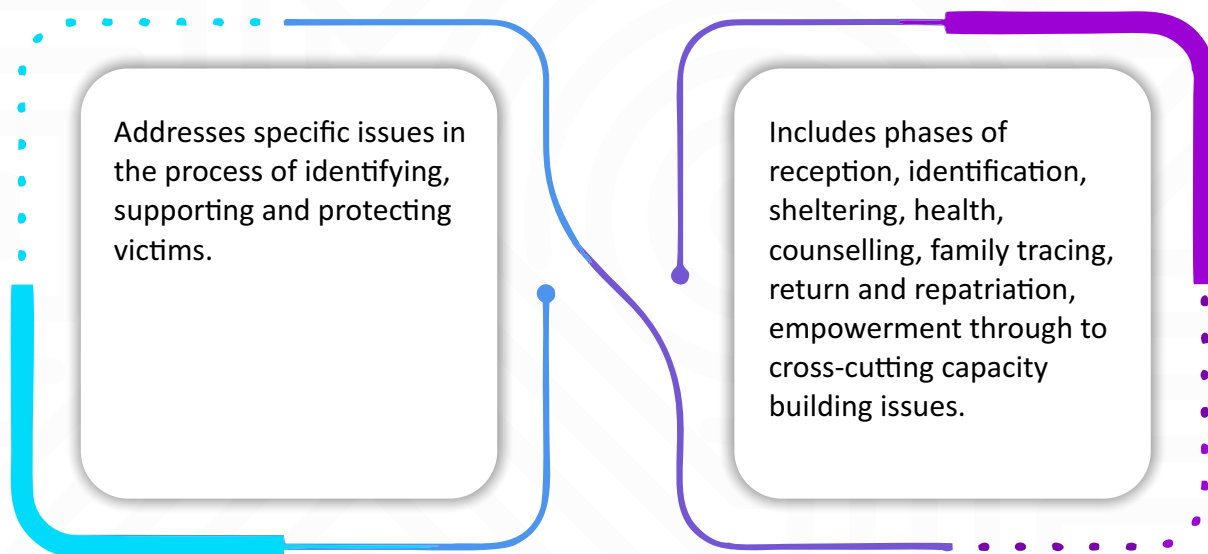 Addresses specific issues in
the process of identifying,
supporting and protecting
victims.
Includes phases of
reception, identification,
sheltering, health,
counselling, family tracing,
return and repatriation,
empowerment through to
cross-cutting capacity
building issues.